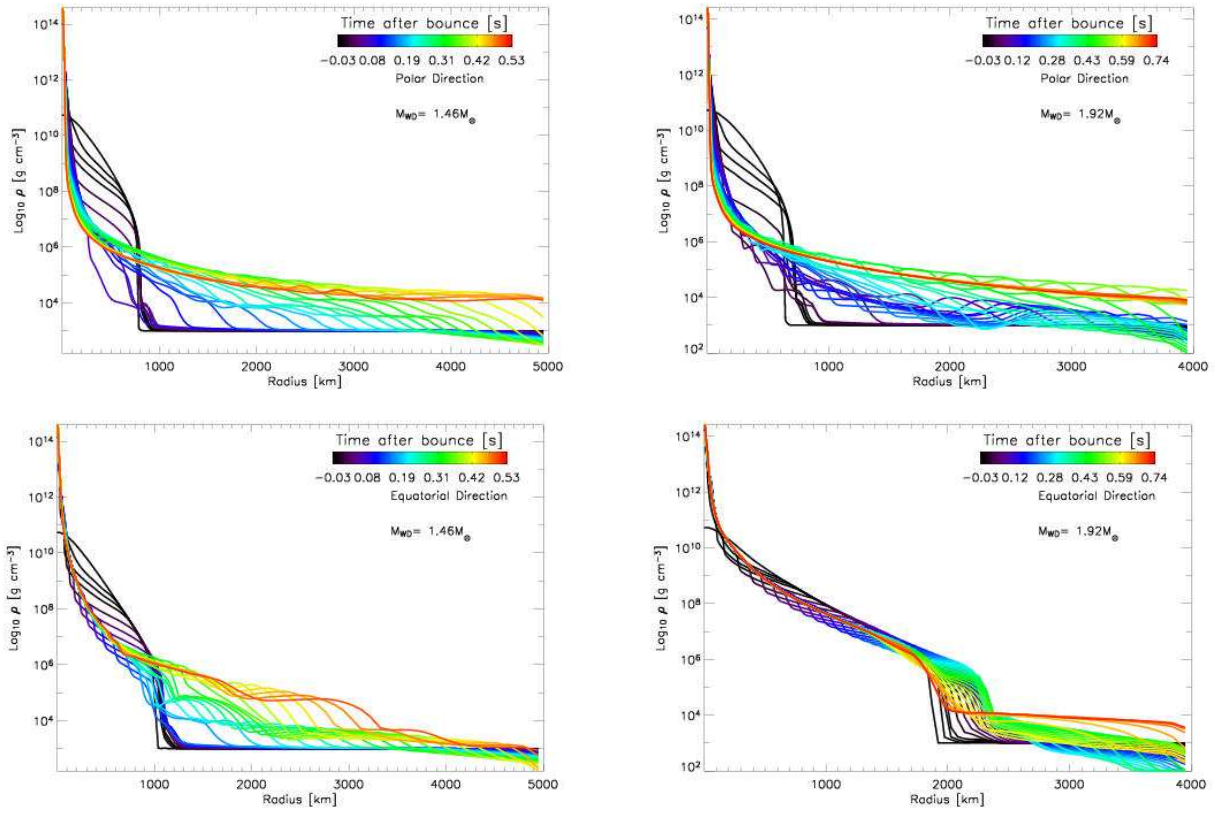 Time after bounce [s]
−0.03 0.08 0.19 0.31 0.42 0.53
Polar Direction
M_WD= 1.46M_⊙
10^14
10^12
10^10
10^8
10^6
10^4
Log_10 ρ [g cm^−3]
1000 2000 3000 4000 5000
Radius [km]
Time after bounce [s]
−0.03 0.12 0.28 0.43 0.59 0.74
Polar Direction
M_WD= 1.92M_⊙
10^14
10^12
10^10
10^8
10^6
10^4
10^2
Log_10 ρ [g cm^−3]
1000 2000 3000 4000
Radius [km]
Time after bounce [s]
−0.03 0.08 0.19 0.31 0.42 0.53
Equatorial Direction
M_WD= 1.46M_⊙
10^14
10^12
10^10
10^8
10^6
10^4
Log_10 ρ [g cm^−3]
1000 2000 3000 4000 5000
Radius [km]
Time after bounce [s]
−0.03 0.12 0.28 0.43 0.59 0.74
Equatorial Direction
M_WD= 1.92M_⊙
10^14
10^12
10^10
10^8
10^6
10^4
10^2
Log_10 ρ [g cm^−3]
1000 2000 3000 4000
Radius [km]